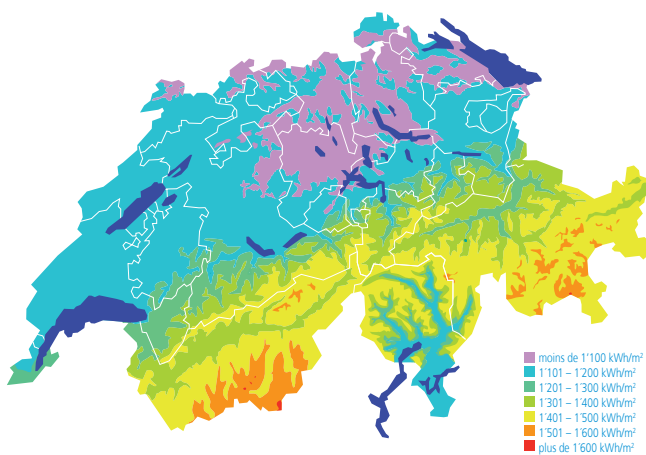 moins de 1'100 kWh/m²
1'101 – 1'200 kWh/m²
1'201 – 1'300 kWh/m²
1'301 – 1'400 kWh/m²
1'401 – 1'500 kWh/m²
1'501 – 1'600 kWh/m²
plus de 1'600 kWh/m²